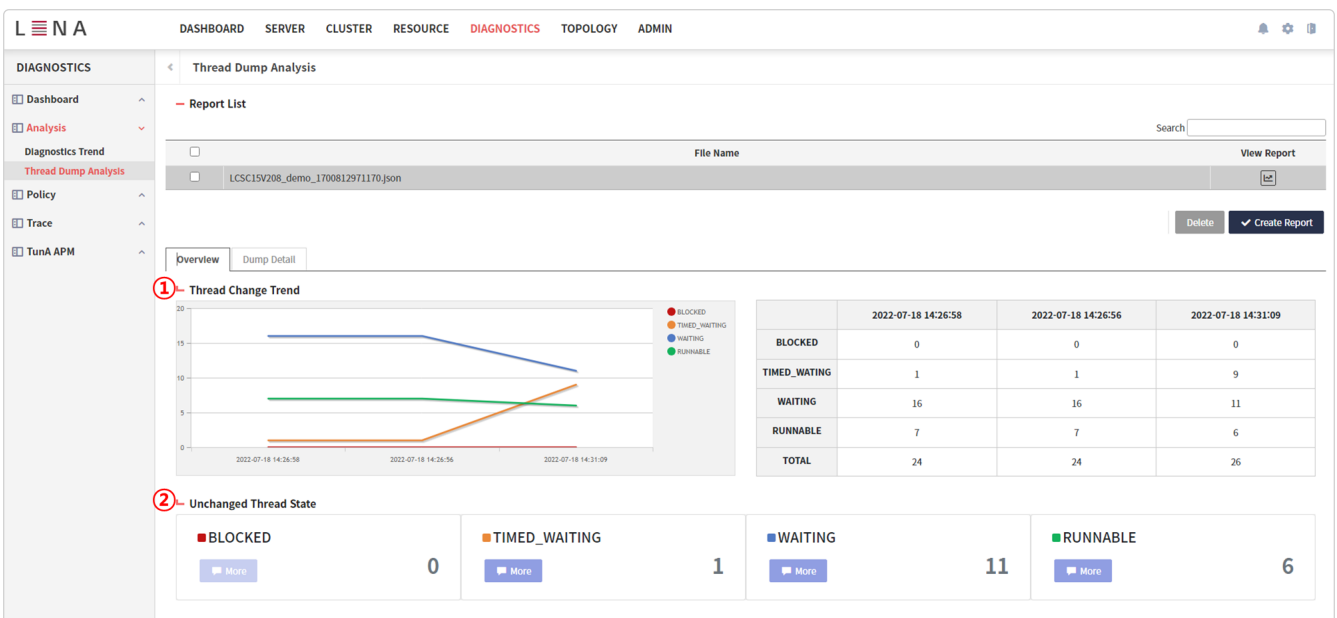 LENA
DASHBOARD SERVER CLUSTER RESOURCE DIAGNOSTICS TOPOLOGY ADMIN
DIAGNOSTICS
Dashboard
Analysis
Diagnostics Trend
Thread Dump Analysis
Policy
Trace
TunA APM
Thread Dump Analysis
Report List
Search
File Name View Report
LCSC15V208_demo_1700812971170.json
Delete Create Report
Overview Dump Detail
① Thread Change Trend
20
15
10
5
0
2022-07-18 14:26:58 2022-07-18 14:26:56 2022-07-18 14:31:09
BLOCKED
TIMED_WAITING
WAITING
RUNNABLE
2022-07-18 14:26:58 2022-07-18 14:26:56 2022-07-18 14:31:09
BLOCKED 0 0 0
TIMED_WATING 1 1 9
WAITING 16 16 11
RUNNABLE 7 7 6
TOTAL 24 24 26
② Unchanged Thread State
BLOCKED
More 0
TIMED_WAITING
More 1
WAITING
More 11
RUNNABLE
More 6